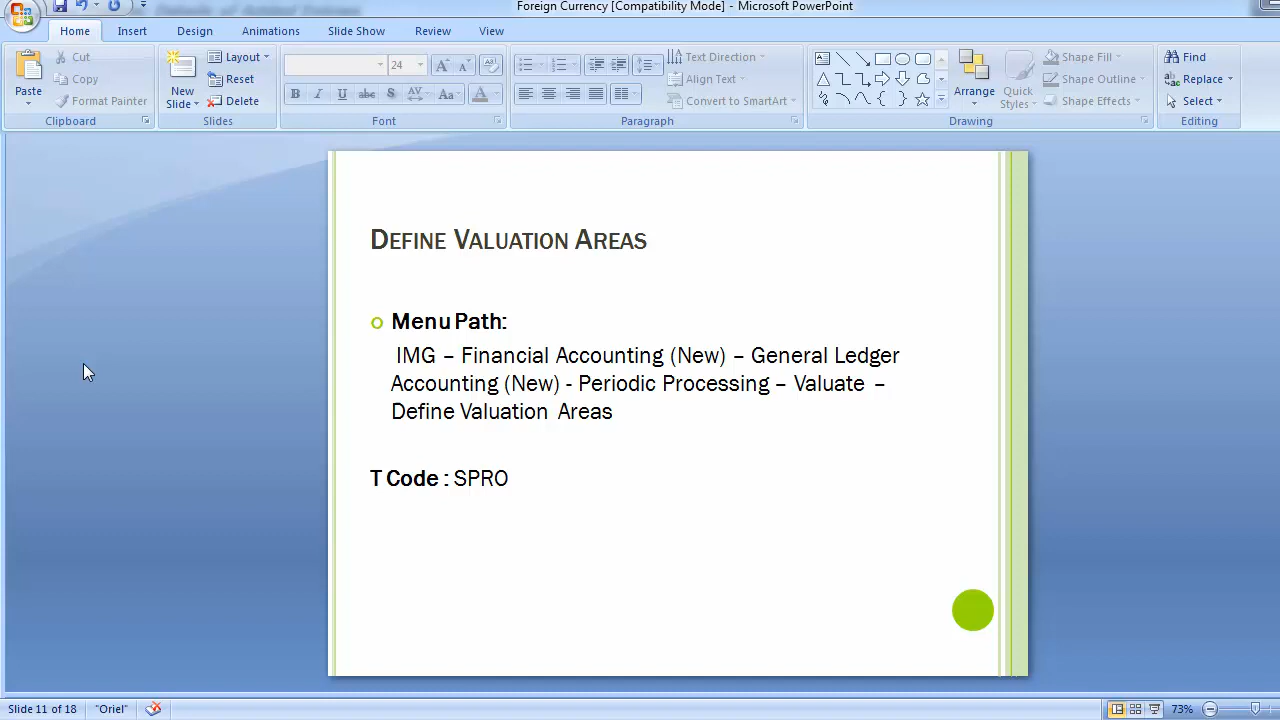 Foreign Currency [Compatibility Mode] - Microsoft PowerPoint
Home Insert Design Animations Slide Show Review View
Paste
Cut
Copy
Format Painter
Clipboard
New Slide
Layout
Reset
Delete
Slides
24
B I U abc S AV Aa A
Font
Text Direction
Align Text
Convert to SmartArt
Paragraph
Arrange
Quick Styles
Shape Fill
Shape Outline
Shape Effects
Drawing
Find
Replace
Select
Editing
DEFINE VALUATION AREAS
Menu Path:
IMG – Financial Accounting (New) – General Ledger
Accounting (New) - Periodic Processing – Valuate –
Define Valuation Areas
T Code : SPRO
Slide 11 of 18 "Oriel" 73%